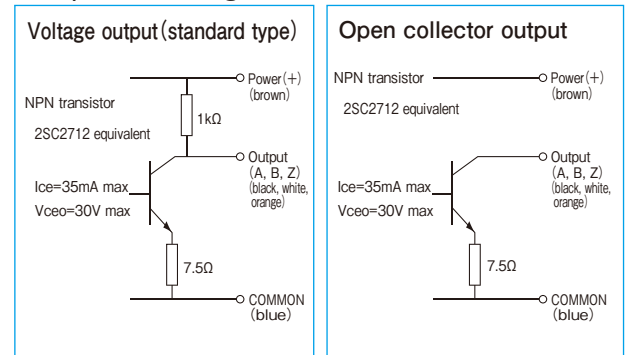 Voltage output(standard type)
Power(+)
(brown)
NPN transistor
2SC2712 equivalent
1kΩ
Output
(A, B, Z)
(black, white,
orange)
Ice=35mA max
Vceo=30V max
7.5Ω
COMMON
(blue)
Open collector output
NPN transistor
Power(+)
(brown)
2SC2712 equivalent
Output
(A, B, Z)
(black, white,
orange)
Ice=35mA max
Vceo=30V max
7.5Ω
COMMON
(blue)